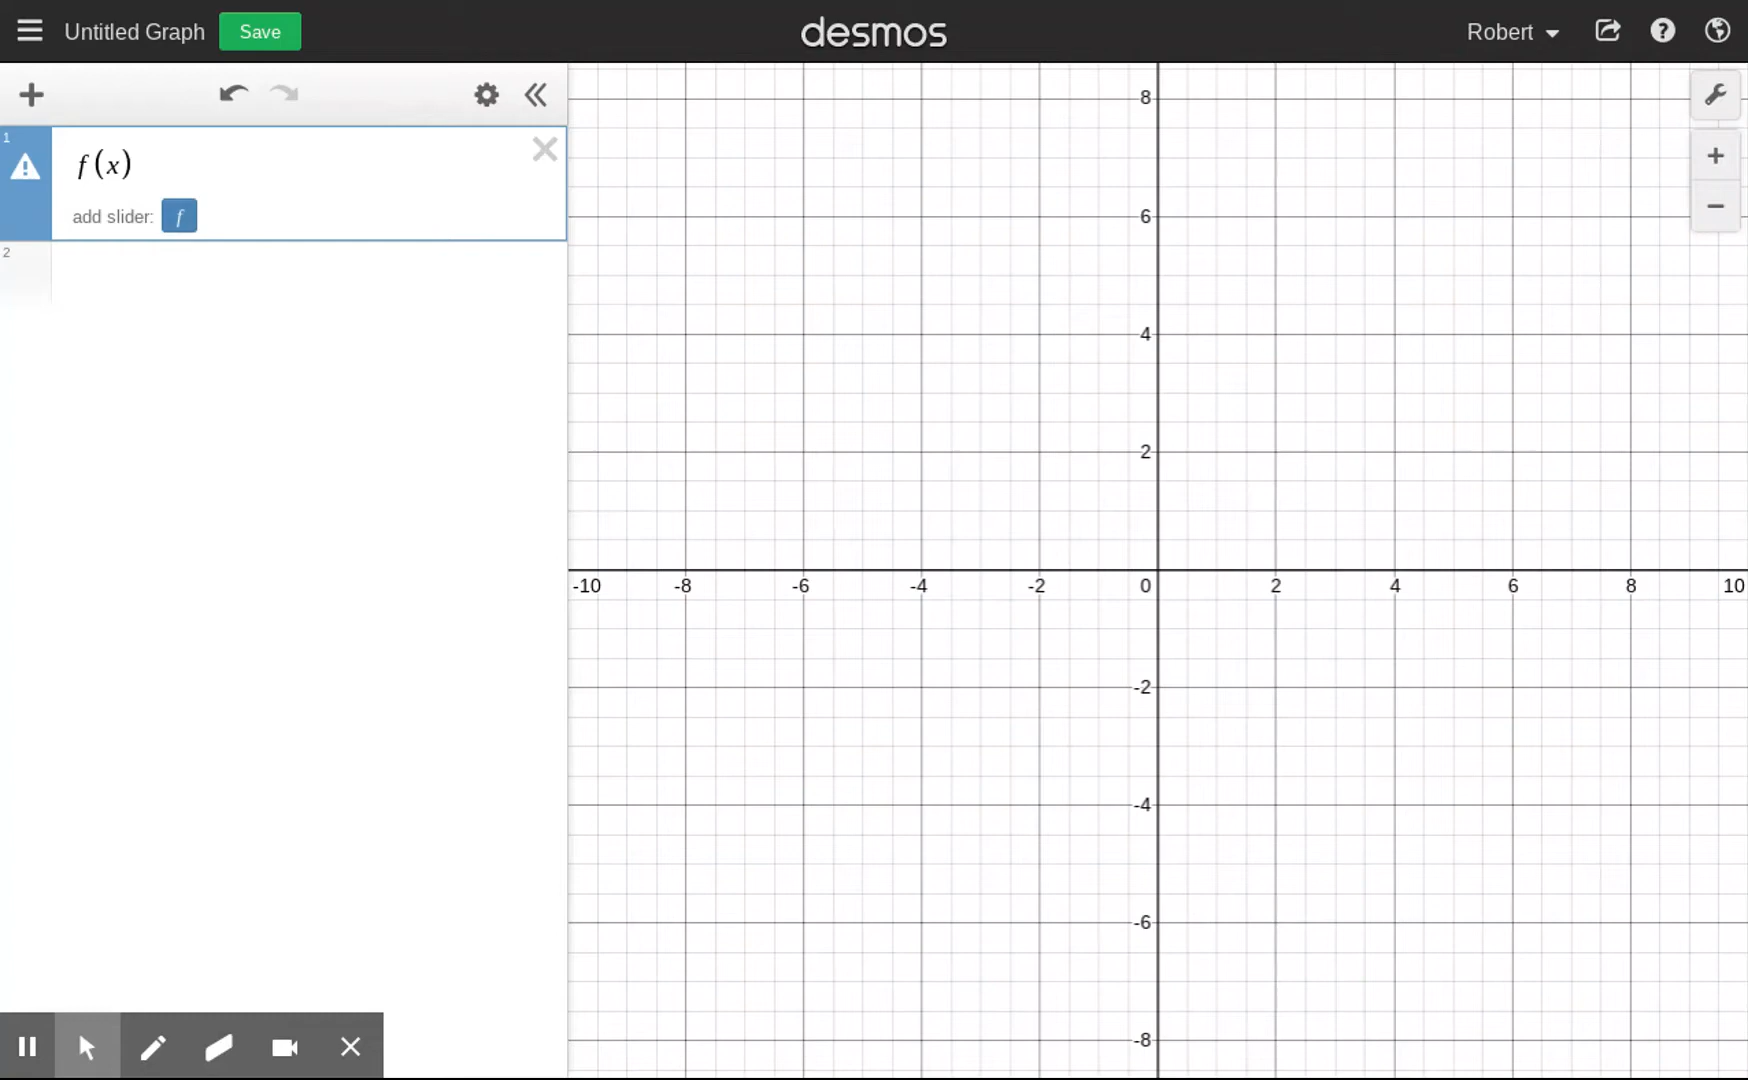 Untitled Graph Save desmos Robert
1
f(x)
add slider: f
2
8
6
4
2
-10 -8 -6 -4 -2 0 2 4 6 8 10
-2
-4
-6
-8